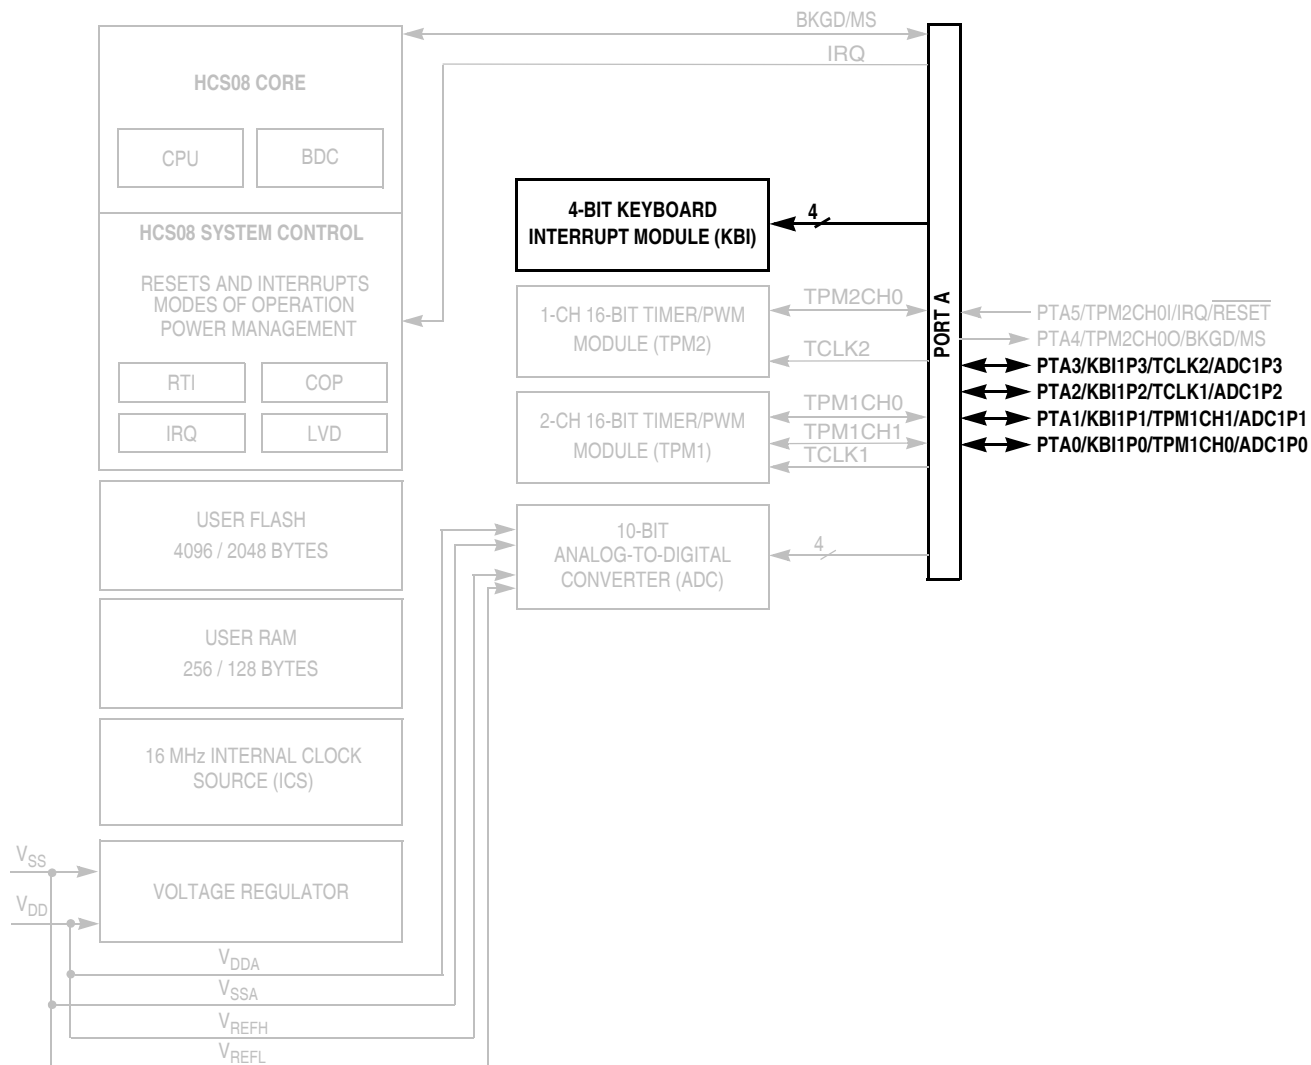 BKGD/MS
IRQ
HCS08 CORE
CPU
BDC
HCS08 SYSTEM CONTROL
RESETS AND INTERRUPTS
MODES OF OPERATION
POWER MANAGEMENT
RTI
COP
IRQ
LVD
USER FLASH
4096 / 2048 BYTES
USER RAM
256 / 128 BYTES
16 MHz INTERNAL CLOCK
SOURCE (ICS)
VOLTAGE REGULATOR
VSS
VDD
VDDA
VSSA
VREFH
VREFL
4-BIT KEYBOARD
INTERRUPT MODULE (KBI)
4
1-CH 16-BIT TIMER/PWM
MODULE (TPM2)
TPM2CH0
TCLK2
2-CH 16-BIT TIMER/PWM
MODULE (TPM1)
TPM1CH0
TPM1CH1
TCLK1
10-BIT
ANALOG-TO-DIGITAL
CONVERTER (ADC)
4
PORT A
PTA5/TPM2CH0I/IRQ/RESET
PTA4/TPM2CH0O/BKGD/MS
PTA3/KBI1P3/TCLK2/ADC1P3
PTA2/KBI1P2/TCLK1/ADC1P2
PTA1/KBI1P1/TPM1CH1/ADC1P1
PTA0/KBI1P0/TPM1CH0/ADC1P0